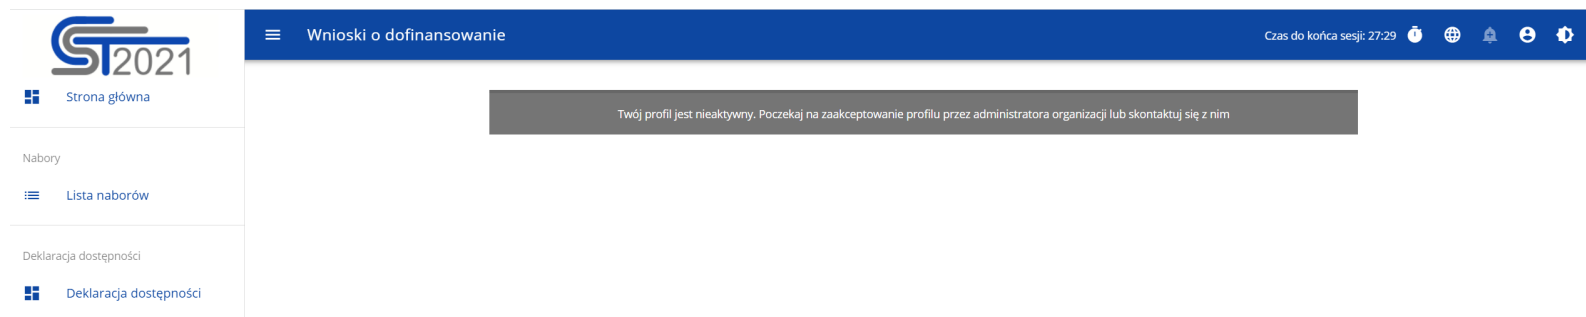 CST2021
Wnioski o dofinansowanie
Czas do końca sesji: 27:29
Strona główna
Twój profil jest nieaktywny. Poczekaj na zaakceptowanie profilu przez administratora organizacji lub skontaktuj się z nim
Nabory
Lista naborów
Deklaracja dostępności
Deklaracja dostępności